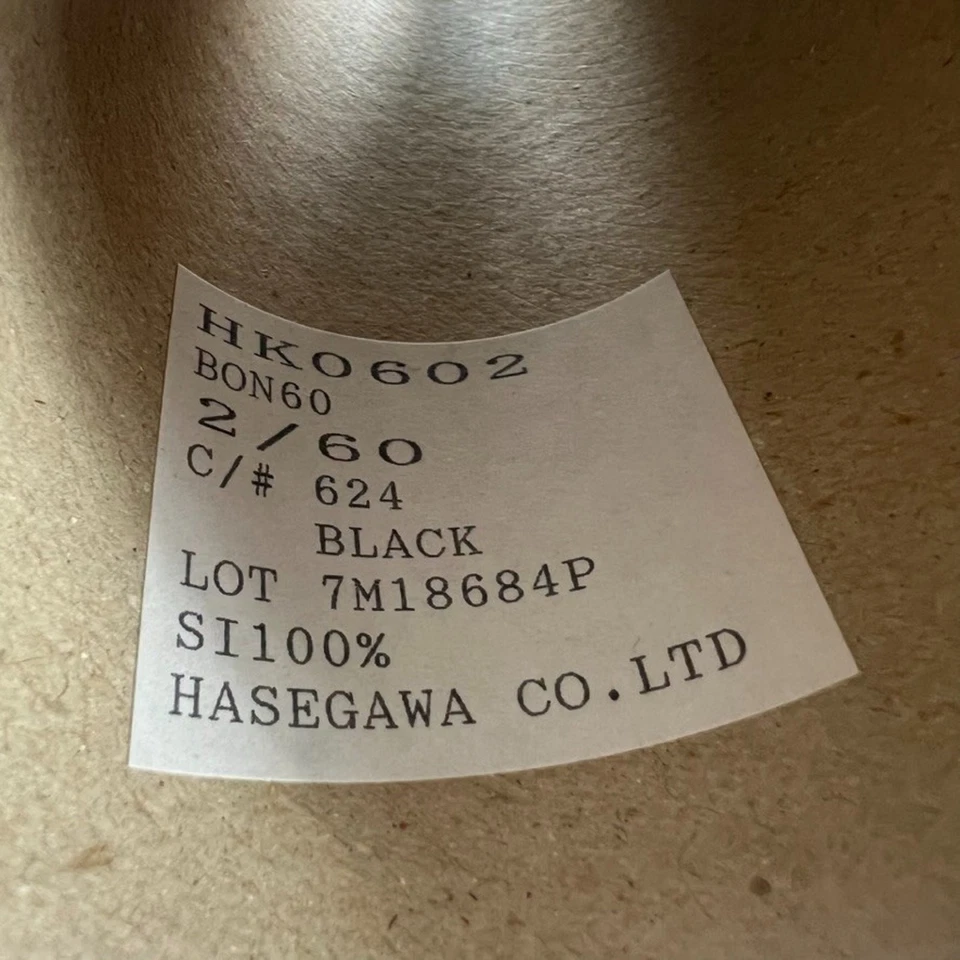 HK0602
BON60
2/60
C/# 624
BLACK
LOT 7M18684P
SI100%
HASEGAWA CO.LTD